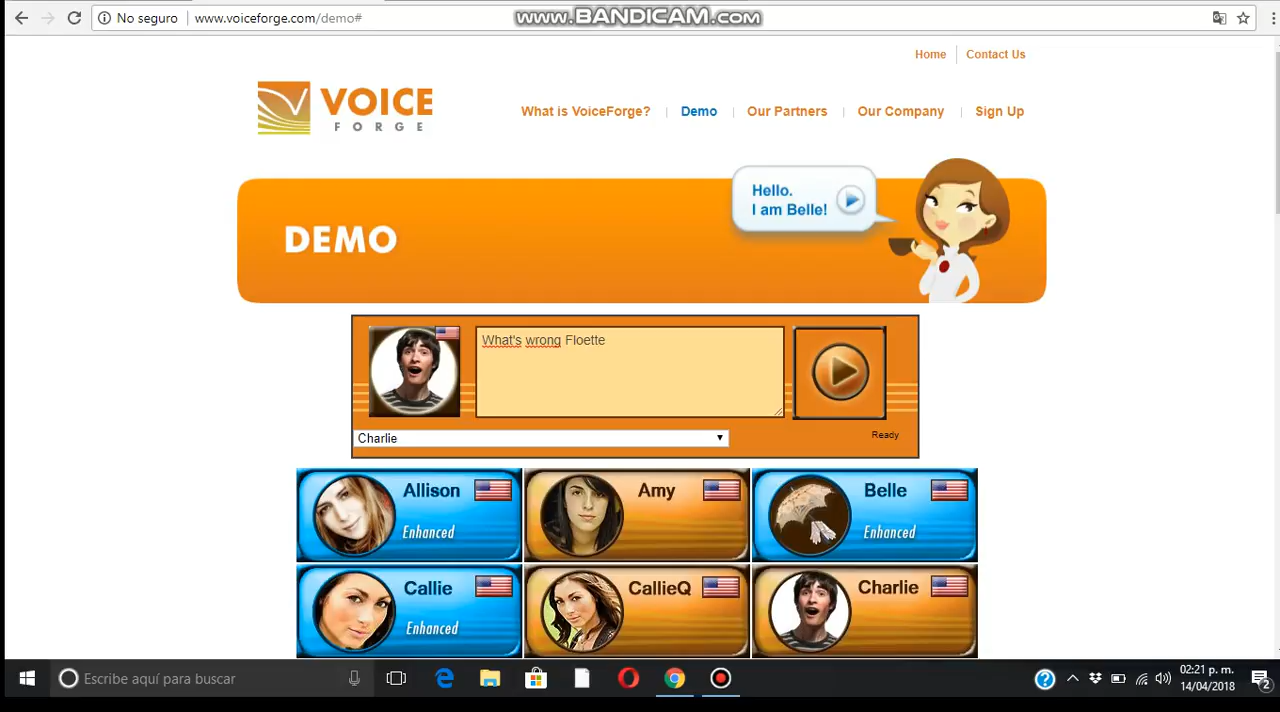 www.BANDICAM.com
No seguro
www.voiceforge.com/demo#
Home
Contact Us
VOICE
FORGE
What is VoiceForge?
Demo
Our Partners
Our Company
Sign Up
Hello.
I am Belle!
DEMO
What's wrong Floette
Charlie
Ready
Allison
Enhanced
Amy
Belle
Enhanced
Callie
Enhanced
CallieQ
Charlie
Escribe aquí para buscar
02:21 p. m.
14/04/2018
2